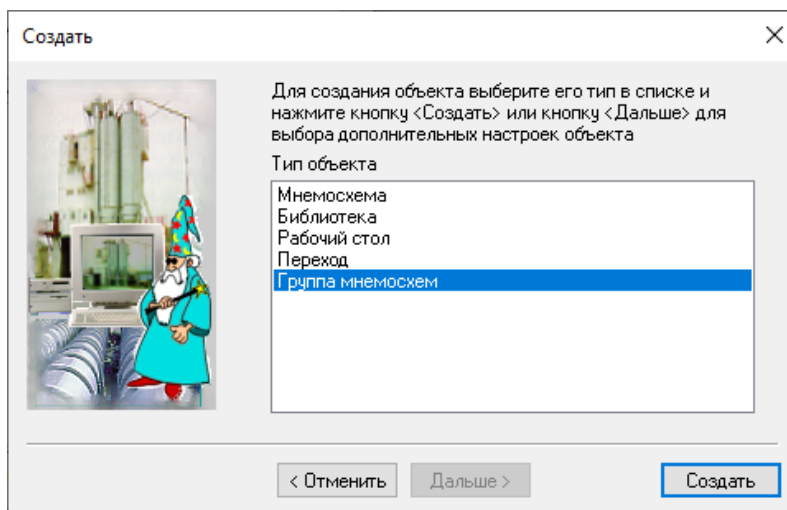 Создать
Для создания объекта выберите его тип в списке и
нажмите кнопку <Создать> или кнопку <Дальше> для
выбора дополнительных настроек объекта
Тип объекта
Мнемосхема
Библиотека
Рабочий стол
Переход
Группа мнемосхем
< Отменить
Дальше >
Создать